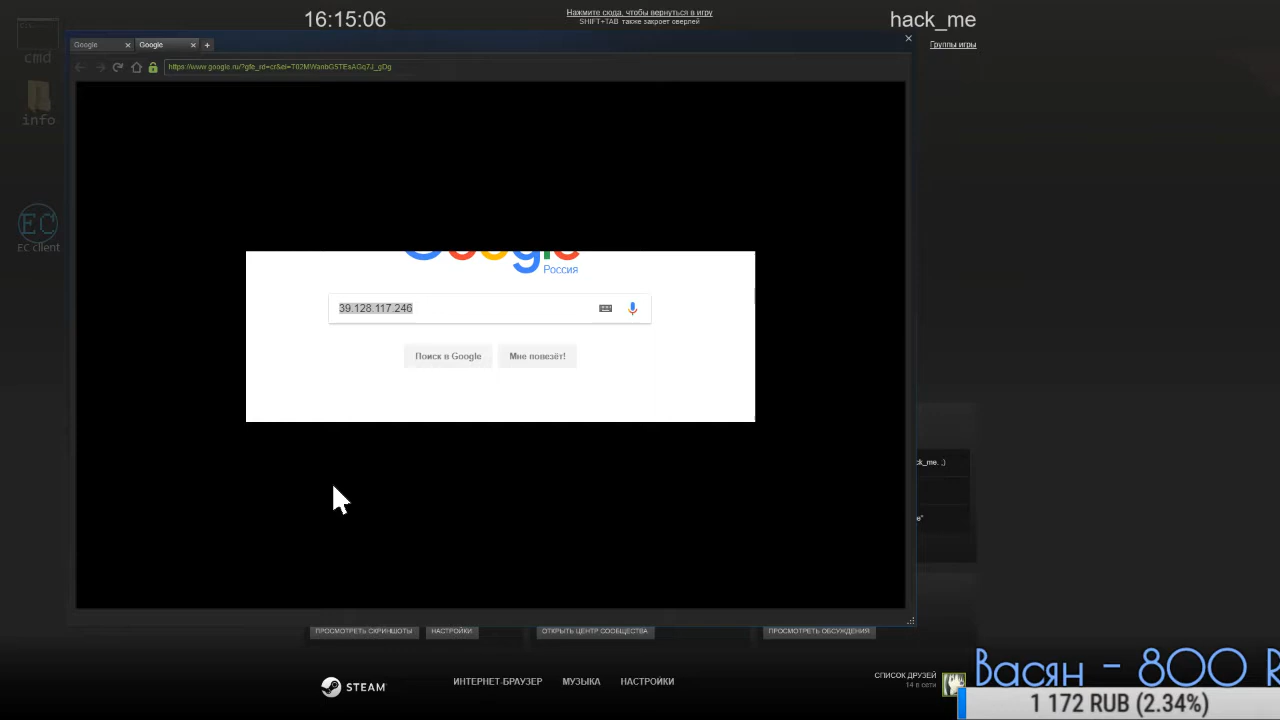 16:15:06
Нажмите сюда, чтобы вернуться в игру
SHIFT+TAB также закроет оверлей
hack_me
Группы игры
cmd
info
EC
EC client
Google
Google
Россия
39.128.117.246
Поиск в Google
Мне повезёт!
ck_me. ;)
ПРОСМОТРЕТЬ СКРИНШОТЫ
НАСТРОЙКИ
ОТКРЫТЬ ЦЕНТР СООБЩЕСТВА
ПРОСМОТРЕТЬ ОБСУЖДЕНИЯ
STEAM
ИНТЕРНЕТ-БРАУЗЕР
МУЗЫКА
НАСТРОЙКИ
СПИСОК ДРУЗЕЙ
14 в сети
Васян - 800 R
1 172 RUB (2.34%)